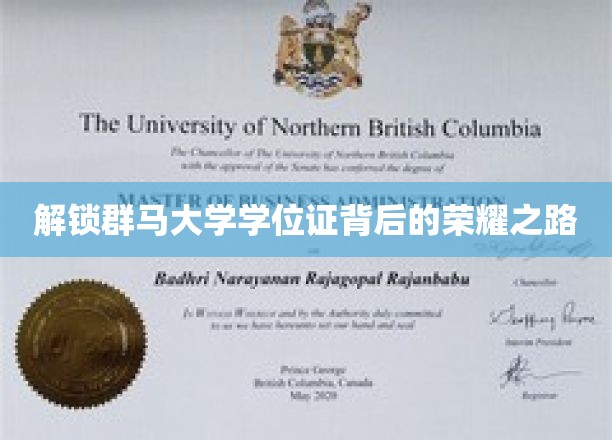 The University of Northern British Columbia
The Chancellor of The University of Northern British Columbia
with the approval of the Senate has conferred the degree of
MASTER OF BUSINESS ADMINISTRATION
解锁群马大学学位证背后的荣耀之路
Chancellor
Badhri Narayanan Rajagopal Rajanbabu
In Witness Whereof and by the Authority duly committed
to us we have hereunto set our hand and seal
Interim President
Prince George
British Columbia, Canada
May 2020
Registrar